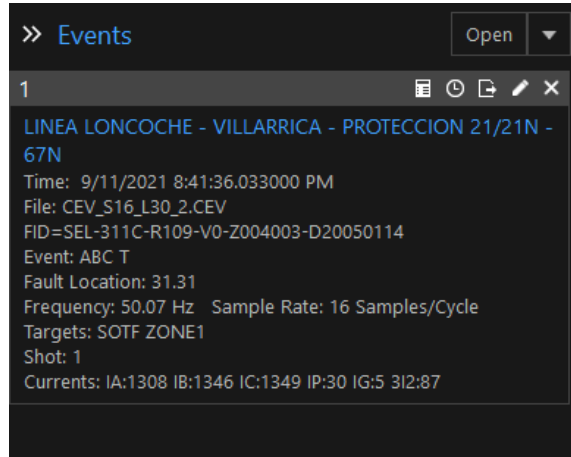 Events
Open
1
LINEA LONCOCHE - VILLARRICA - PROTECCION 21/21N -
67N
Time: 9/11/2021 8:41:36.033000 PM
File: CEV_S16_L30_2.CEV
FID=SEL-311C-R109-V0-Z004003-D20050114
Event: ABC T
Fault Location: 31.31
Frequency: 50.07 Hz Sample Rate: 16 Samples/Cycle
Targets: SOTF ZONE1
Shot: 1
Currents: IA:1308 IB:1346 IC:1349 IP:30 IG:5 3I2:87